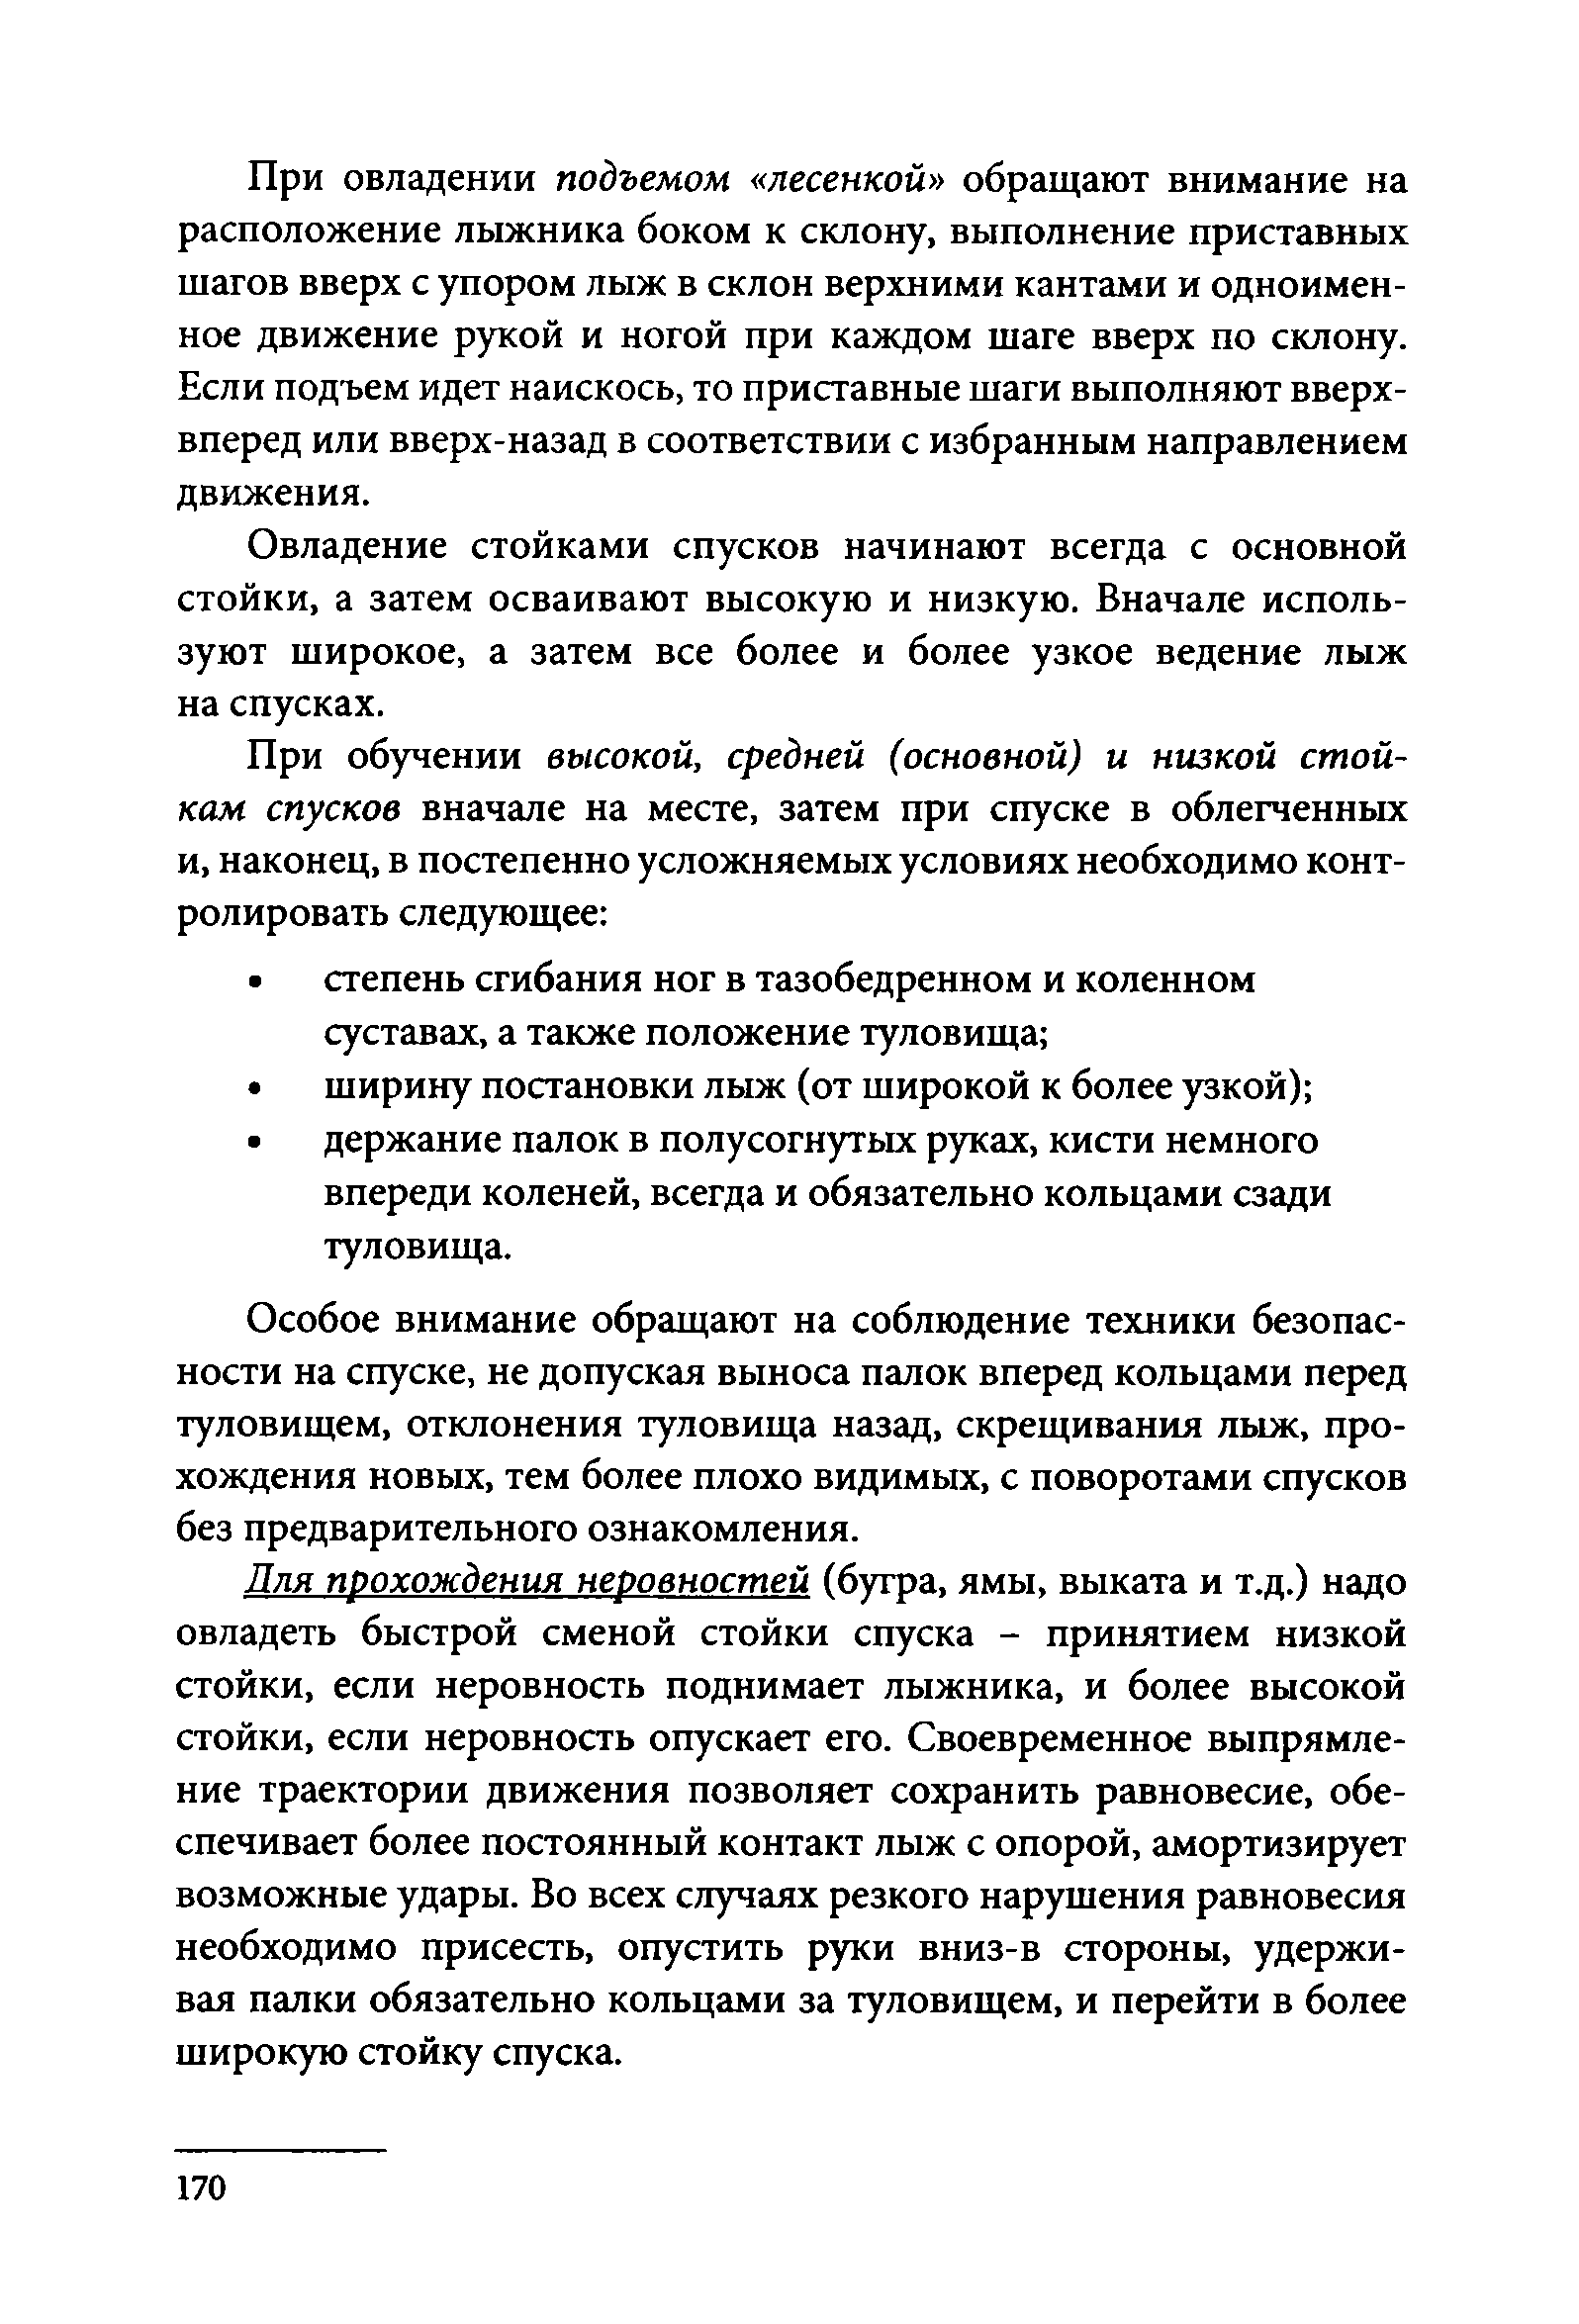 При овладении подъемом «лесенкой» обращают внимание на
расположение лыжника боком к склону, выполнение приставных
шагов вверх с упором лыж в склон верхними кантами и одноимен-
ное движение рукой и ногой при каждом шаге вверх по склону.
Если подъем идет наискось, то приставные шаги выполняют вверх-
вперед или вверх-назад в соответствии с избранным направлением
движения.
Овладение стойками спусков начинают всегда с основной
стойки, а затем осваивают высокую и низкую. Вначале исполь-
зуют широкое, а затем все более и более узкое ведение лыж
на спусках.
При обучении высокой, средней (основной) и низкой стой-
кам спусков вначале на месте, затем при спуске в облегченных
и, наконец, в постепенно усложняемых условиях необходимо конт-
ролировать следующее:
• степень сгибания ног в тазобедренном и коленном
суставах, а также положение туловища;
• ширину постановки лыж (от широкой к более узкой);
• держание палок в полусогнутых руках, кисти немного
впереди коленей, всегда и обязательно кольцами сзади
туловища.
Особое внимание обращают на соблюдение техники безопас-
ности на спуске, не допуская выноса палок вперед кольцами перед
туловищем, отклонения туловища назад, скрещивания лыж, про-
хождения новых, тем более плохо видимых, с поворотами спусков
без предварительного ознакомления.
Для прохождения неровностей (бугра, ямы, выката и т.д.) надо
овладеть быстрой сменой стойки спуска – принятием низкой
стойки, если неровность поднимает лыжника, и более высокой
стойки, если неровность опускает его. Своевременное выпрямле-
ние траектории движения позволяет сохранить равновесие, обе-
спечивает более постоянный контакт лыж с опорой, амортизирует
возможные удары. Во всех случаях резкого нарушения равновесия
необходимо присесть, опустить руки вниз-в стороны, удержи-
вая палки обязательно кольцами за туловищем, и перейти в более
широкую стойку спуска.
170